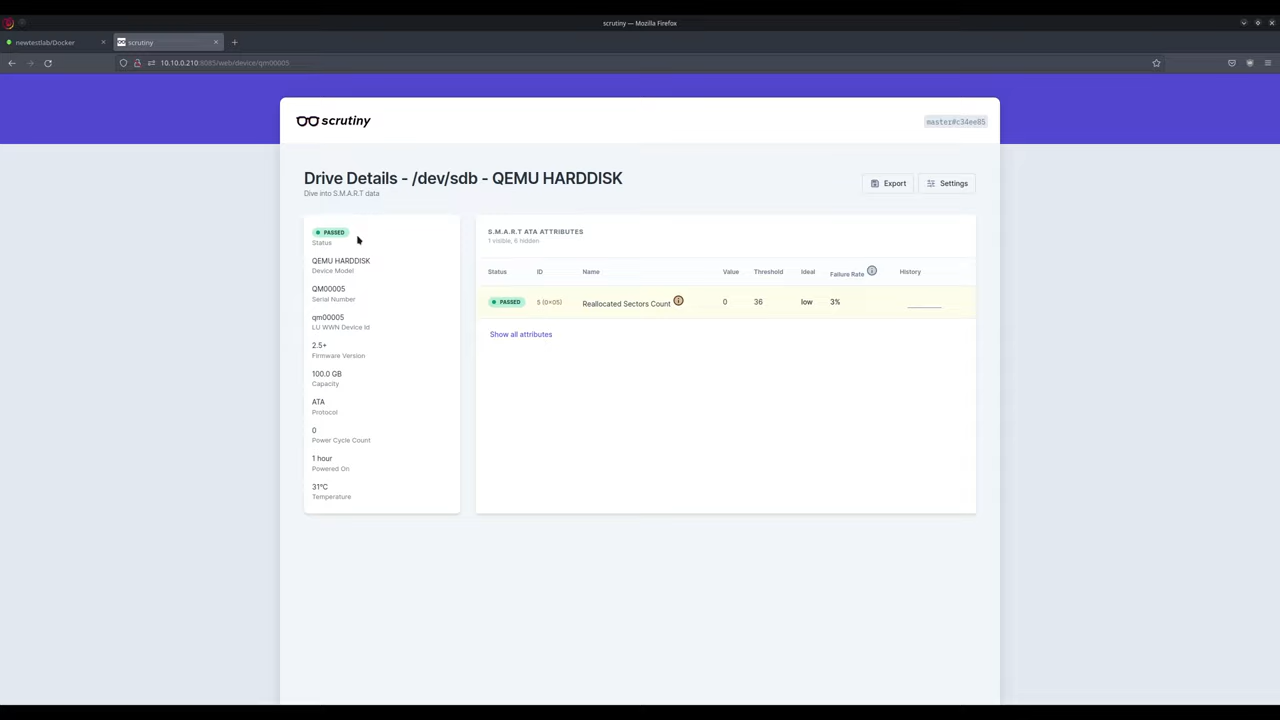 scrutiny — Mozilla Firefox
newtestlab/Docker
scrutiny
10.10.0.210:8085/web/device/qm00005
scrutiny
master#c34ee85
Drive Details - /dev/sdb - QEMU HARDDISK
Dive into S.M.A.R.T data
Export
Settings
PASSED
Status
QEMU HARDDISK
Device Model
QM00005
Serial Number
qm00005
LU WWN Device Id
2.5+
Firmware Version
100.0 GB
Capacity
ATA
Protocol
0
Power Cycle Count
1 hour
Powered On
31°C
Temperature
S.M.A.R.T ATA ATTRIBUTES
1 visible, 6 hidden
Status ID Name Value Threshold Ideal Failure Rate History
PASSED 5 (0x05) Reallocated Sectors Count 0 36 low 3%
Show all attributes